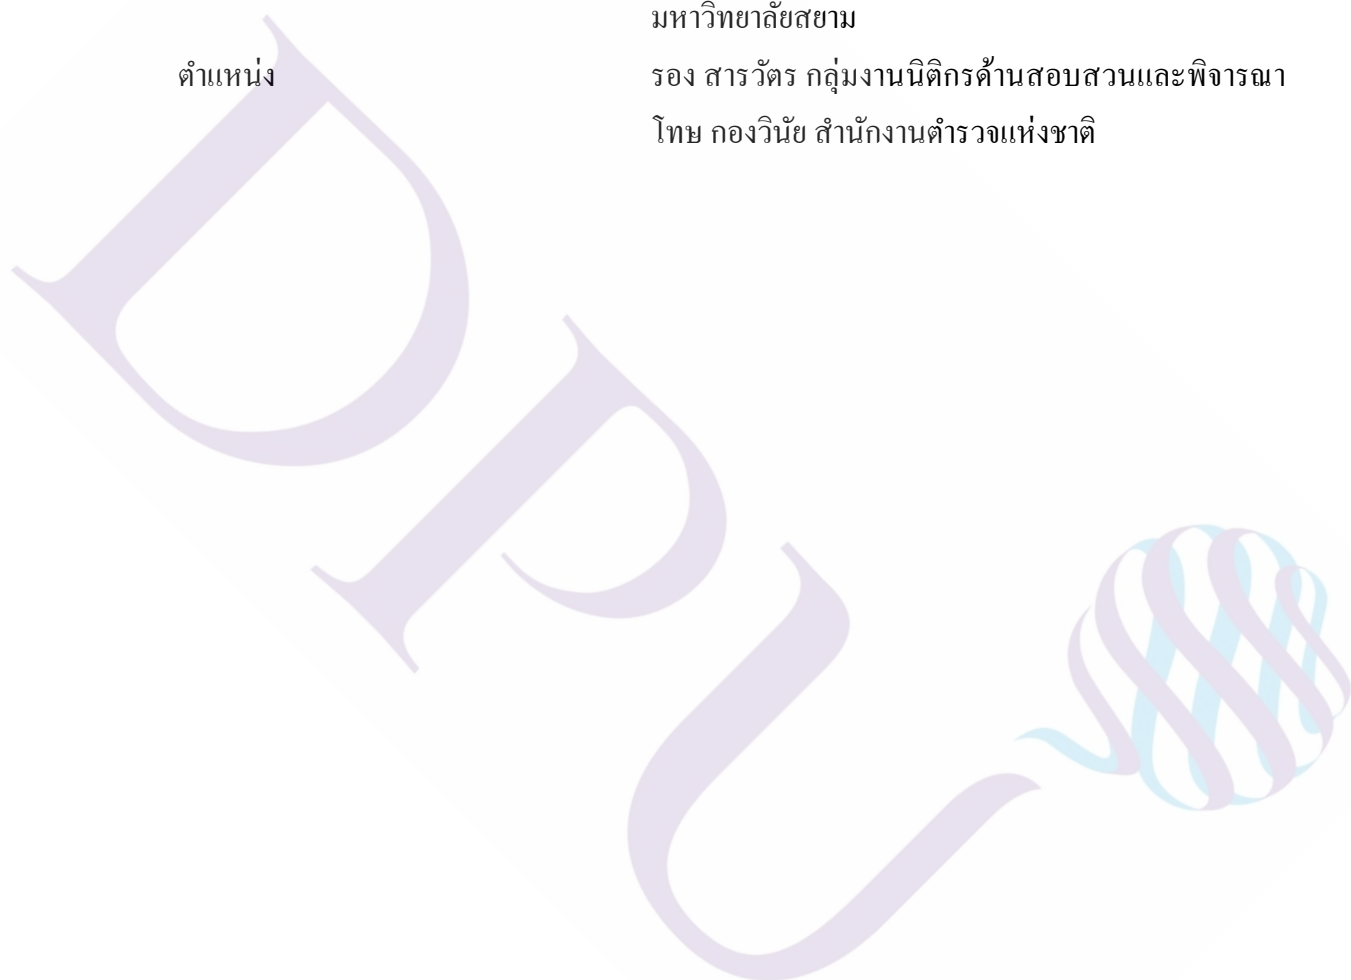 มหาวิทยาลัยสยาม
ตำแหน่ง รอง สารวัตร กลุ่มงานนิติกรด้านสอบสวนและพิจารณา
โทษ กองวินัย สำนักงานตำรวจแห่งชาติ
DPU